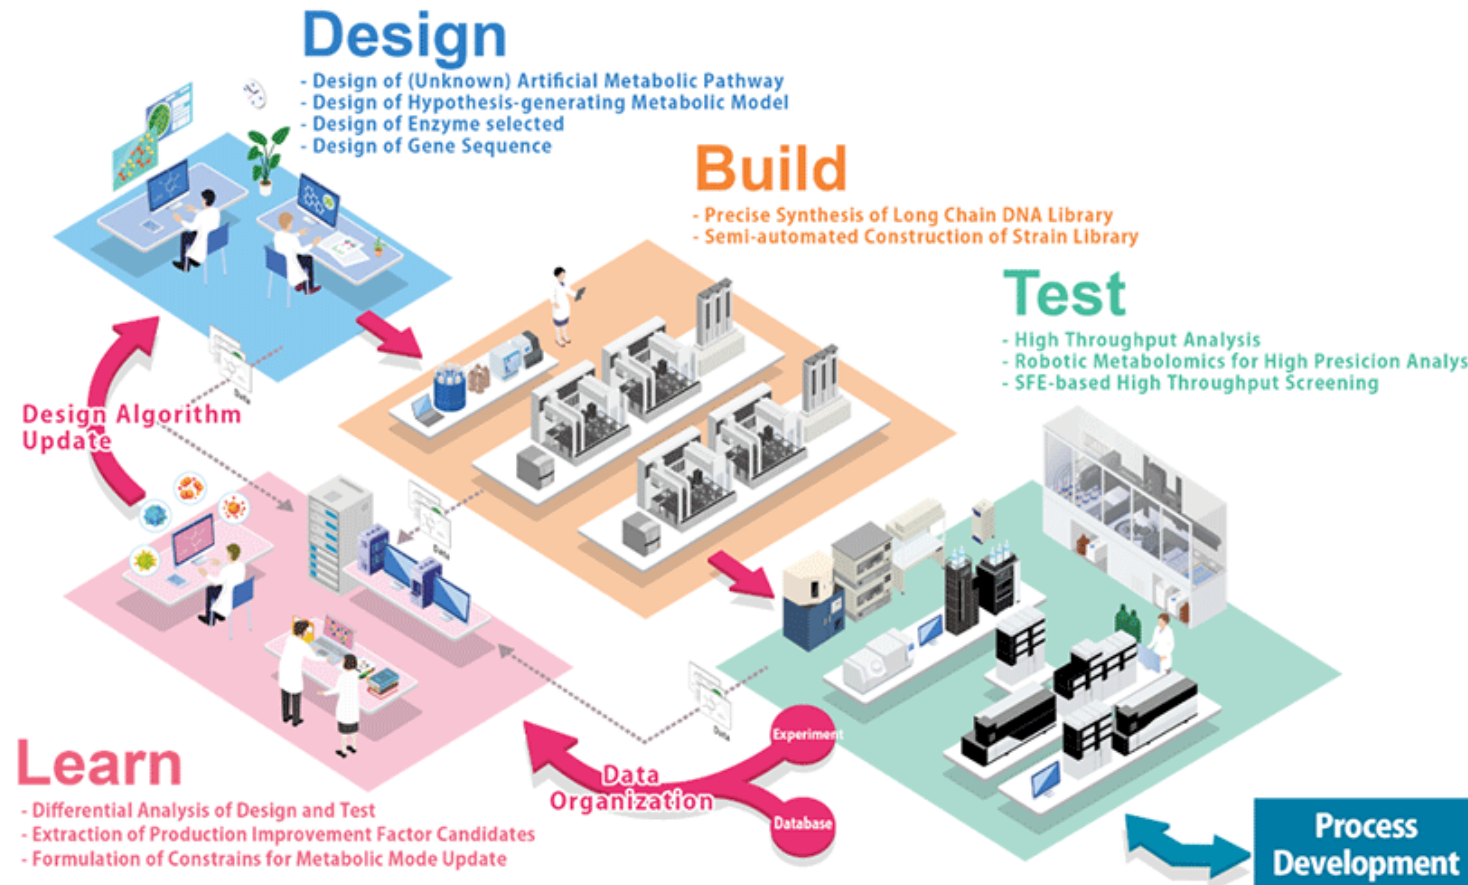 Design
- Design of (Unknown) Artificial Metabolic Pathway
- Design of Hypothesis-generating Metabolic Model
- Design of Enzyme selected
- Design of Gene Sequence
Build
- Precise Synthesis of Long Chain DNA Library
- Semi-automated Construction of Strain Library
Test
- High Throughput Analysis
- Robotic Metabolomics for High Presicion Analys
- SFE-based High Throughput Screening
Data
Design Algorithm
Update
Data
Data
Experiment
Data
Organization
Database
Learn
- Differential Analysis of Design and Test
- Extraction of Production Improvement Factor Candidates
- Formulation of Constrains for Metabolic Mode Update
Process
Development